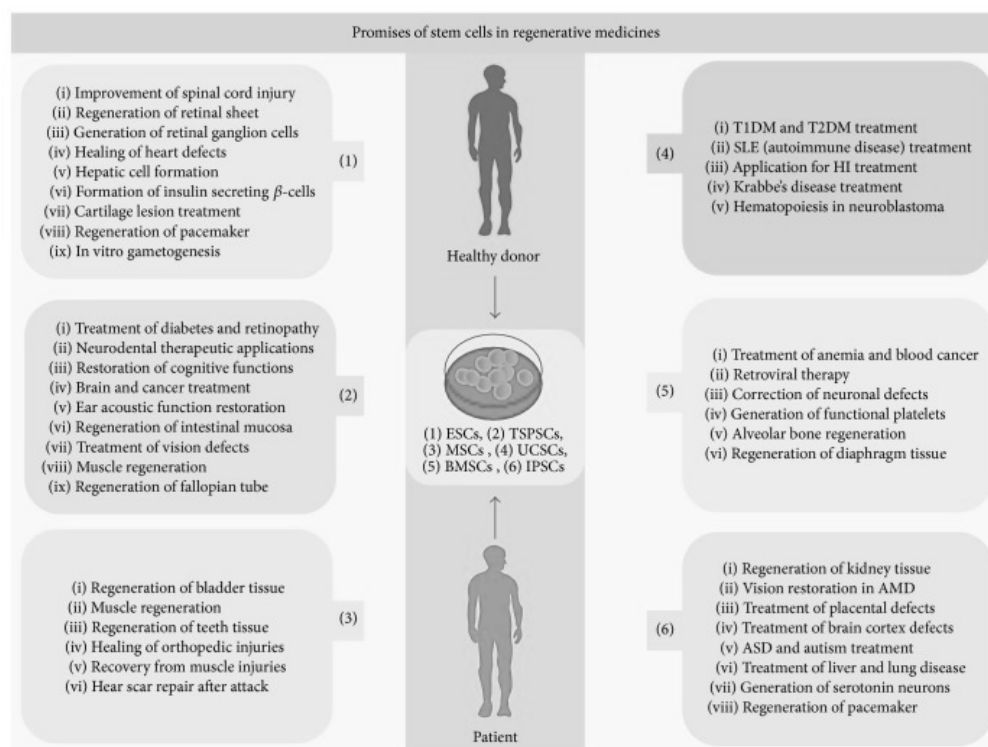 Promises of stem cells in regenerative medicines
(i) Improvement of spinal cord injury
(ii) Regeneration of retinal sheet
(iii) Generation of retinal ganglion cells
(iv) Healing of heart defects
(v) Hepatic cell formation
(vi) Formation of insulin secreting β-cells
(vii) Cartilage lesion treatment
(viii) Regeneration of pacemaker
(ix) In vitro gametogenesis
(1)
(i) Treatment of diabetes and retinopathy
(ii) Neurodental therapeutic applications
(iii) Restoration of cognitive functions
(iv) Brain and cancer treatment
(v) Ear acoustic function restoration
(vi) Regeneration of intestinal mucosa
(vii) Treatment of vision defects
(viii) Muscle regeneration
(ix) Regeneration of fallopian tube
(2)
(i) Regeneration of bladder tissue
(ii) Muscle regeneration
(iii) Regeneration of teeth tissue
(iv) Healing of orthopedic injuries
(v) Recovery from muscle injuries
(vi) Hear scar repair after attack
(3)
Healthy donor
(1) ESCs, (2) TSPSCs,
(3) MSCs , (4) UCSCs,
(5) BMSCs , (6) IPSCs
Patient
(4)
(i) T1DM and T2DM treatment
(ii) SLE (autoimmune disease) treatment
(iii) Application for HI treatment
(iv) Krabbe's disease treatment
(v) Hematopoiesis in neuroblastoma
(5)
(i) Treatment of anemia and blood cancer
(ii) Retroviral therapy
(iii) Correction of neuronal defects
(iv) Generation of functional platelets
(v) Alveolar bone regeneration
(vi) Regeneration of diaphragm tissue
(6)
(i) Regeneration of kidney tissue
(ii) Vision restoration in AMD
(iii) Treatment of placental defects
(iv) Treatment of brain cortex defects
(v) ASD and autism treatment
(vi) Treatment of liver and lung disease
(vii) Generation of serotonin neurons
(viii) Regeneration of pacemaker